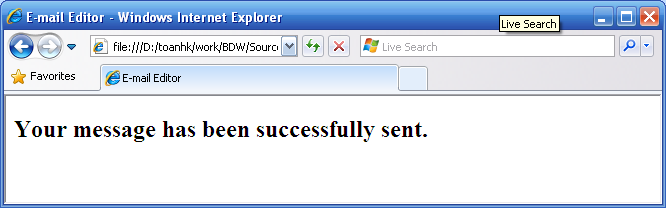 E-mail Editor - Windows Internet Explorer
Live Search
file:///D:/toanhk/work/BDW/Sourc
Live Search
Favorites
E-mail Editor
Your message has been successfully sent.